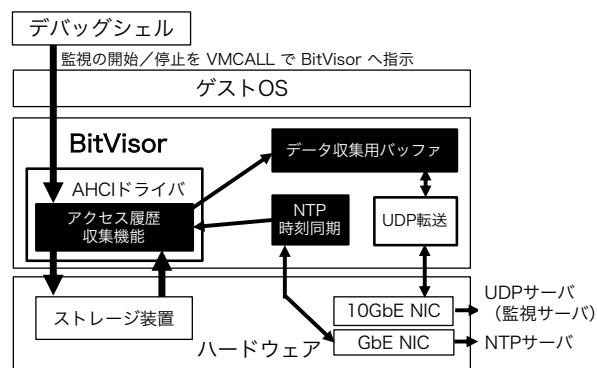 デバッグシェル
監視の開始／停止を VMCALL で BitVisor へ指示
ゲストOS
BitVisor
データ収集用バッファ
AHCIドライバ
アクセス履歴
収集機能
NTP
時刻同期
UDP転送
ストレージ装置
ハードウェア
10GbE NIC
GbE NIC
UDPサーバ
（監視サーバ）
NTPサーバ